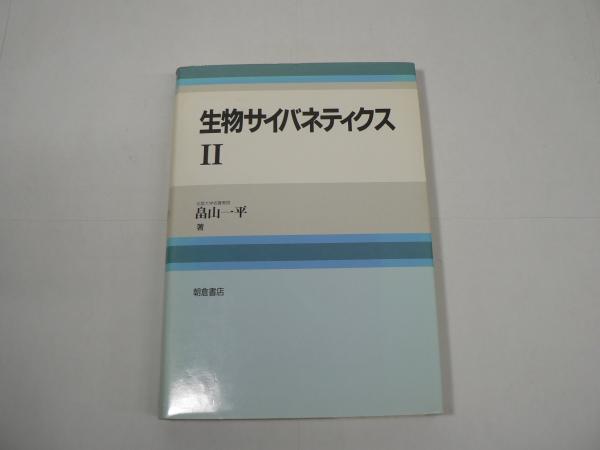 生物サイバネティクス
II
畠山一平
著
朝倉書店